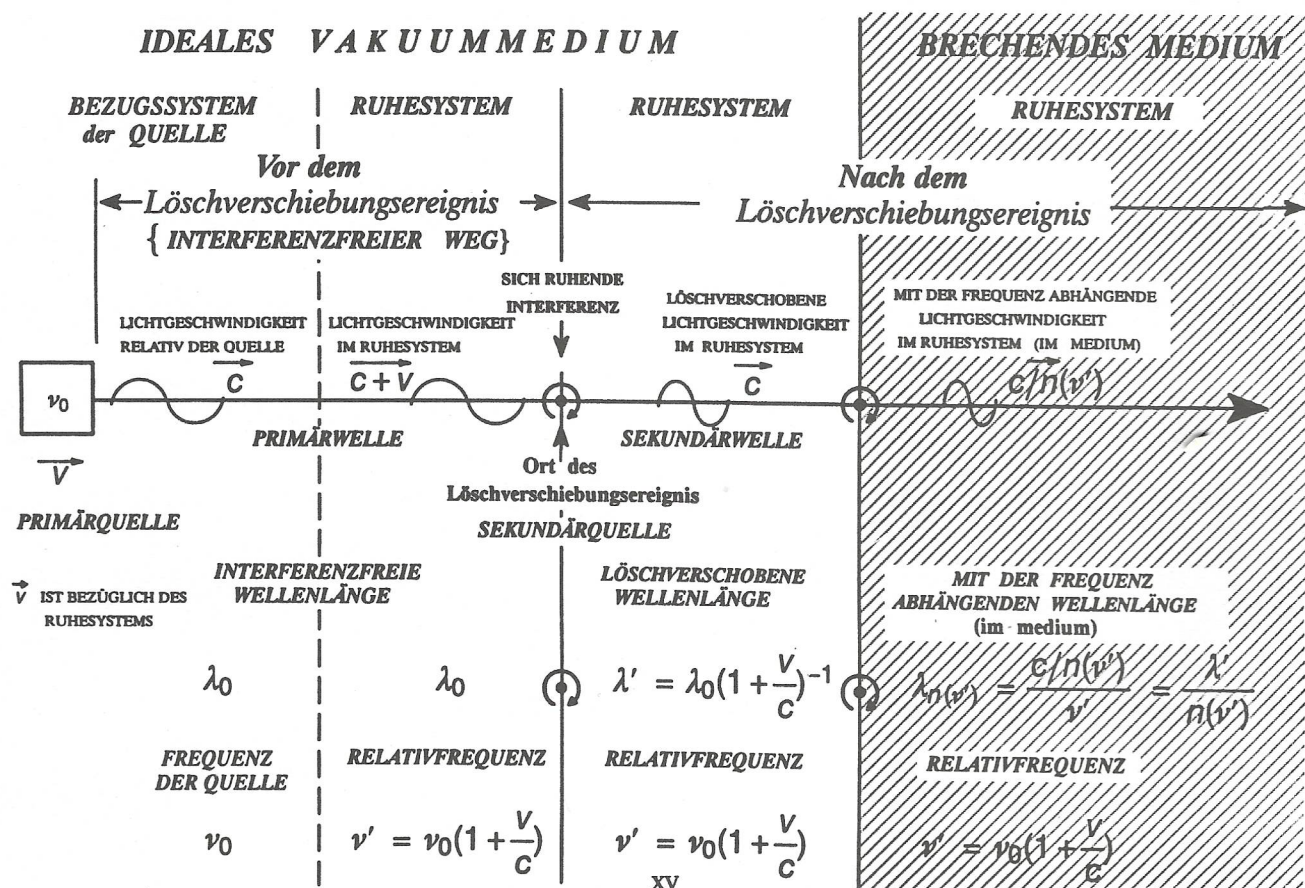 IDEALES VAKUUMMEDIUM
BRECHENDES MEDIUM
BEZUGSSYSTEM
der QUELLE
RUHESYSTEM
RUHESYSTEM
RUHESYSTEM
Vor dem
Löschverschiebungsereignis
{ INTERFERENZFREIER WEG}
Nach dem
Löschverschiebungsereignis
LICHTGESCHWINDIGKEIT
RELATIV DER QUELLE
C
LICHTGESCHWINDIGKEIT
IM RUHESYSTEM
C + V
SICH RUHENDE
INTERFERENZ
LÖSCHVERSCHOBENE
LICHTGESCHWINDIGKEIT
IM RUHESYSTEM
C
MIT DER FREQUENZ ABHÄNGENDE
LICHTGESCHWINDIGKEIT
IM RUHESYSTEM (IM MEDIUM)
C/n(ν')
ν₀
V
PRIMÄRWELLE
SEKUNDÄRWELLE
Ort des
Löschverschiebungsereignis
PRIMÄRQUELLE
SEKUNDÄRQUELLE
V IST BEZÜGLICH DES
RUHESYSTEMS
INTERFERENZFREIE
WELLENLÄNGE
LÖSCHVERSCHOBENE
WELLENLÄNGE
MIT DER FREQUENZ
ABHÄNGENDEN WELLENLÄNGE
(im medium)
λ₀
λ₀
λ' = λ₀(1 + V/C)⁻¹
λn(ν') = C/n(ν') / ν' = λ' / n(ν')
FREQUENZ
DER QUELLE
RELATIVFREQUENZ
RELATIVFREQUENZ
RELATIVFREQUENZ
ν₀
ν' = ν₀(1 + V/C)
ν' = ν₀(1 + V/C)
ν' = ν₀(1 + V/C)
XV